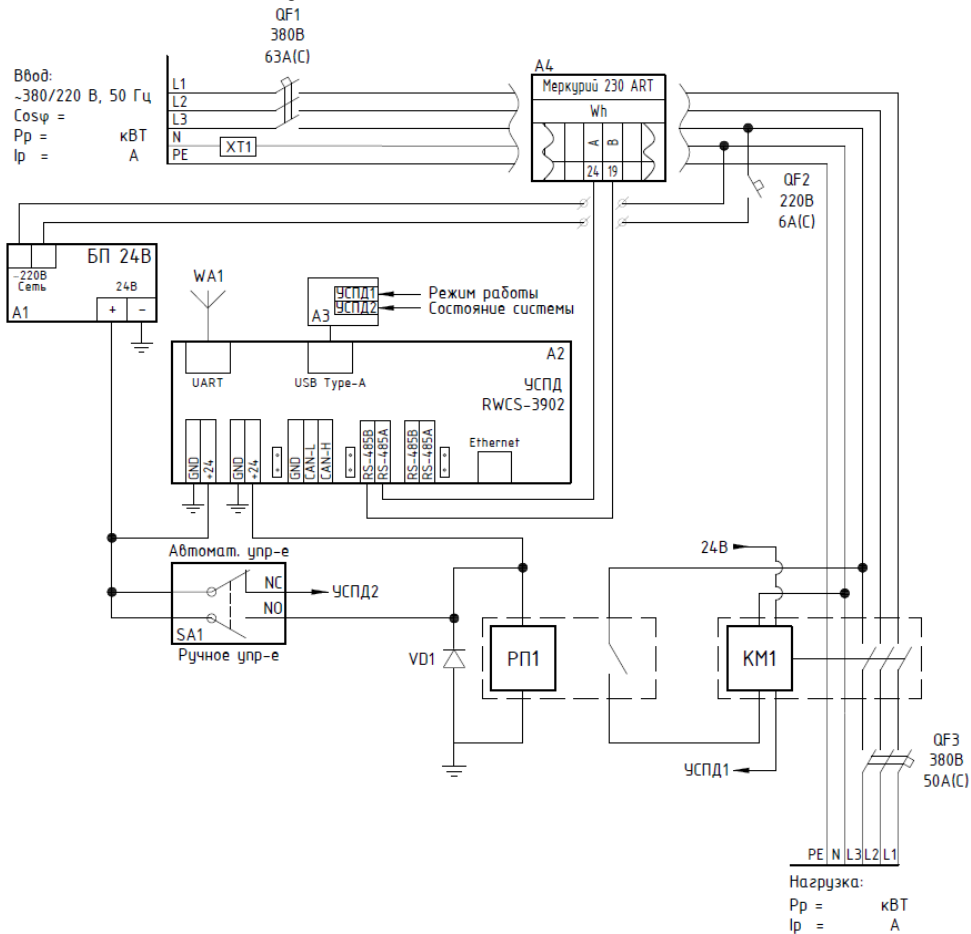 QF1
380В
63А(С)
Ввод:
~380/220 В, 50 Гц
Cosφ =
Рр = кВТ
Iр = А
L1
L2
L3
N
PE
XT1
А4
Меркурий 230 ART
Wh
A
B
24
19
QF2
220В
6А(С)
БП 24В
~220В
Сеть
24В
+
-
А1
WA1
УСПД1
УСПД2
А3
Режим работы
Состояние системы
А2
UART
USB Type-A
УСПД
RWCS-3902
GND
+24
GND
+24
GND
CAN-L
CAN-H
RS-485B
RS-485A
RS-485B
RS-485A
Ethernet
Автомат. упр-е
NC
NO
SA1
Ручное упр-е
УСПД2
24В
VD1
РП1
КМ1
УСПД1
QF3
380В
50А(С)
PE
N
L3
L2
L1
Нагрузка:
Рр = кВТ
Iр = А